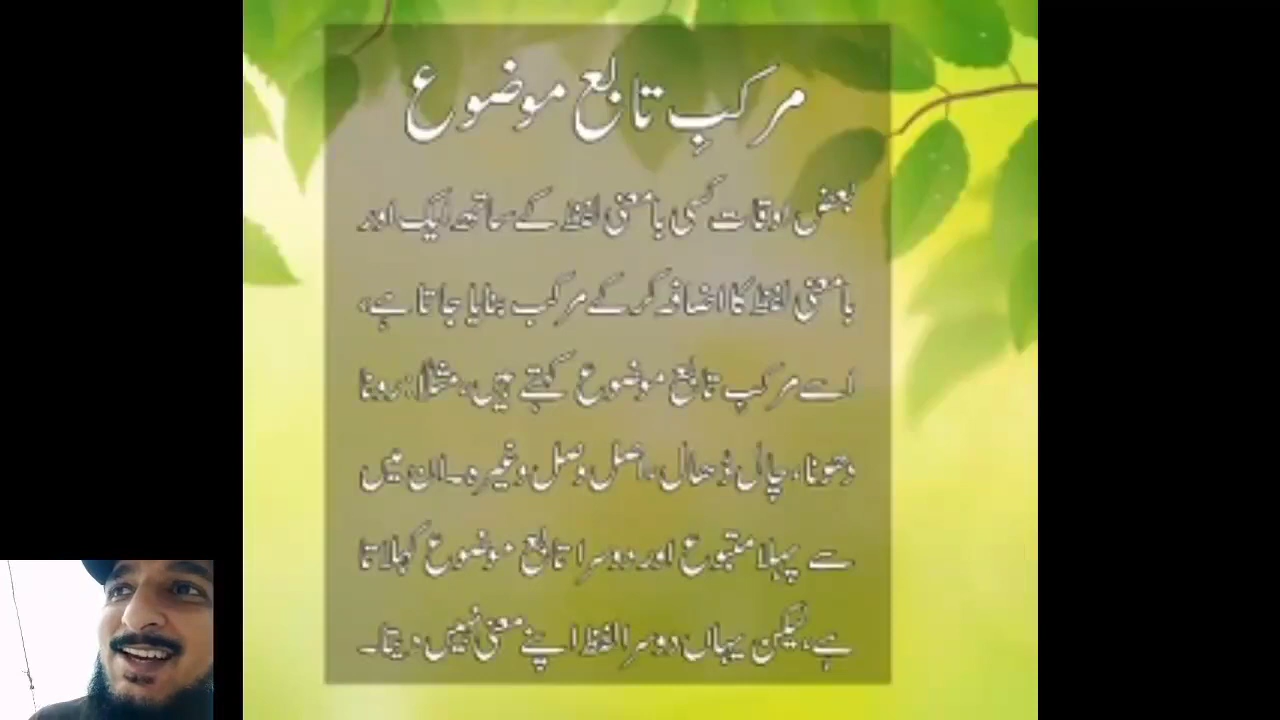 مرکبِ تابع موضوع
بعض اوقات کسی بامعنی لفظ کے ساتھ ایک اور
بامعنی لفظ کا اضافہ کر کے مرکب بنایا جاتا ہے،
اسے مرکبِ تابع موضوع کہتے ہیں، مثلاً: رونا
دھونا، چال ڈھال، اصل وصل وغیرہ۔ ان میں
سے پہلا متبوع اور دوسرا تابع موضوع کہلاتا
ہے، لیکن یہاں دوسرا لفظ اپنے معنی نہیں دیتا۔